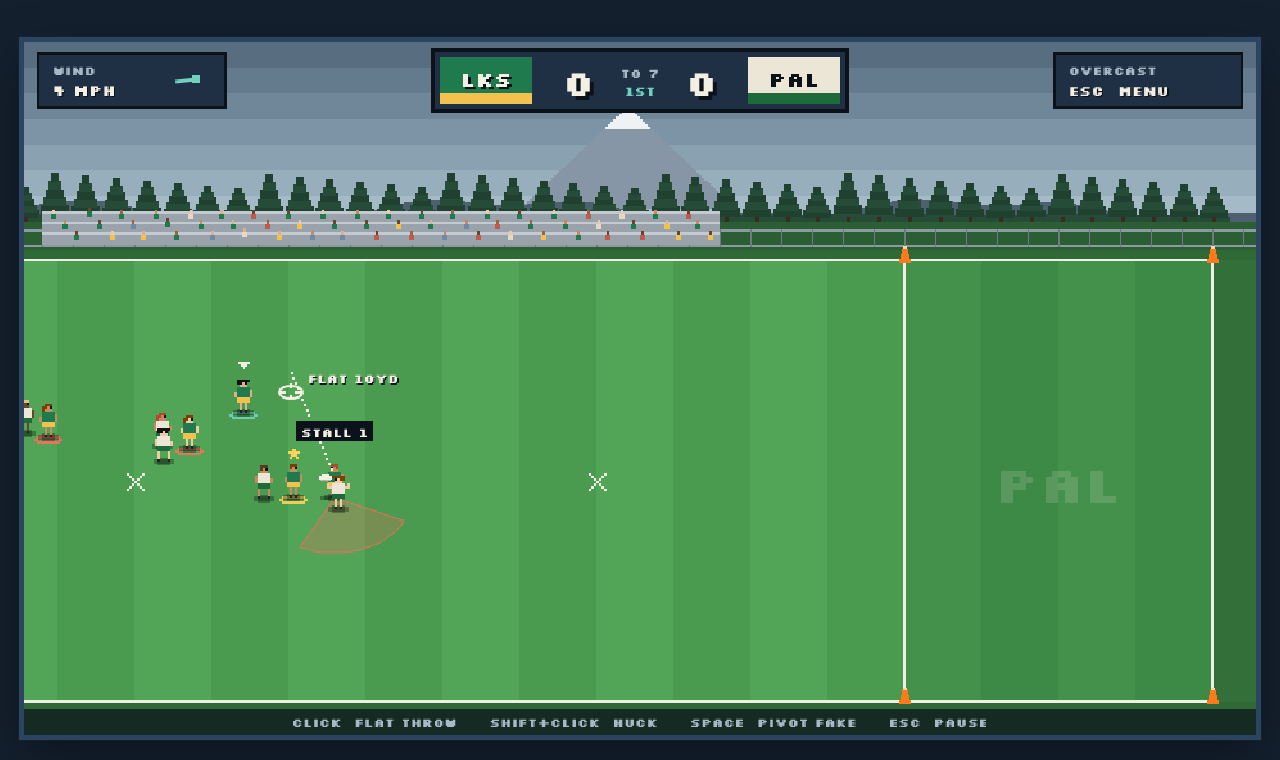 WIND
4 MPH
LKS 0 TO 7 0 PAL
1ST
OVERCAST
ESC MENU
FLAT 10YD
STALL 1
PAL
CLICK FLAT THROW SHIFT+CLICK HUCK SPACE PIVOT FAKE ESC PAUSE